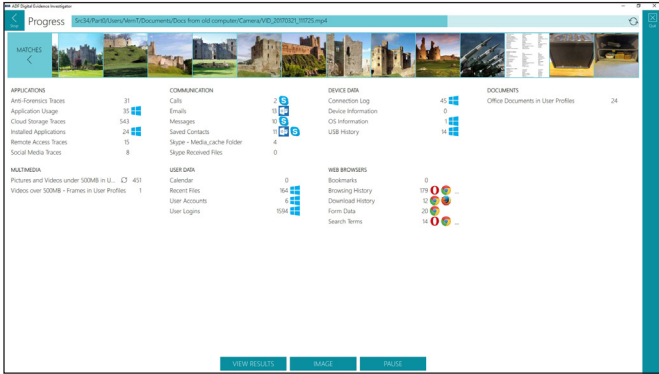 ADF Digital Evidence Investigator
Stop
Progress
Src34/Part0/Users/VernT/Documents/Docs from old computer/Camera/VID_20170321_111725.mp4
Quit
MATCHES
APPLICATIONS
Anti-Forensics Traces 31
Application Usage 35
Cloud Storage Traces 543
Installed Applications 24
Remote Access Traces 15
Social Media Traces 8
COMMUNICATION
Calls 2
Emails 13
Messages 10
Saved Contacts 11
Skype - Media_cache Folder 4
Skype Received Files 0
DEVICE DATA
Connection Log 45
Device Information 0
OS Information 1
USB History 14
DOCUMENTS
Office Documents in User Profiles 24
MULTIMEDIA
Pictures and Videos under 500MB in U... 451
Videos over 500MB - Frames in User Profiles 1
USER DATA
Calendar 0
Recent Files 164
User Accounts 6
User Logins 1594
WEB BROWSERS
Bookmarks 0
Browsing History 179 ...
Download History 12
Form Data 20
Search Terms 14 ...
VIEW RESULTS
IMAGE
PAUSE